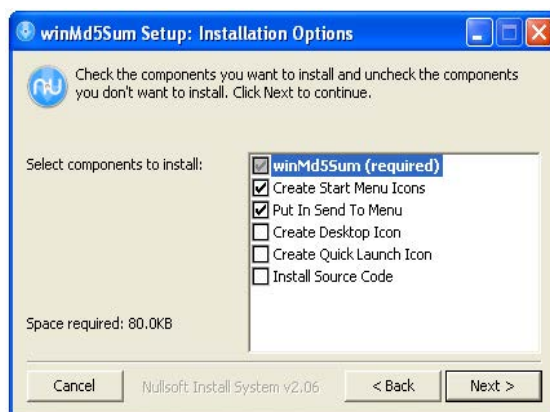 winMd5Sum Setup: Installation Options
Check the components you want to install and uncheck the components
you don't want to install. Click Next to continue.
Select components to install:
winMd5Sum (required)
Create Start Menu Icons
Put In Send To Menu
Create Desktop Icon
Create Quick Launch Icon
Install Source Code
Space required: 80.0KB
Cancel
Nullsoft Install System v2.06
< Back
Next >